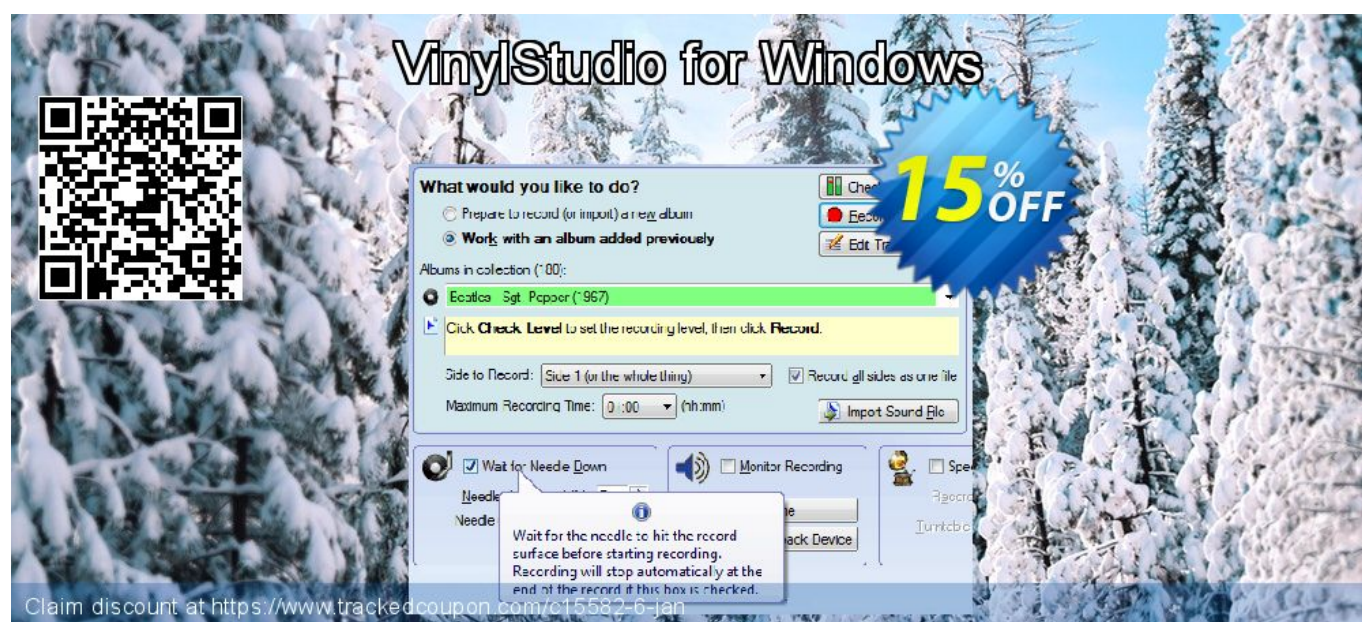 VinylStudio for Windows
15% OFF
What would you like to do?
Prepare to record (or import) a new album
Work with an album added previously
Edit
Albums in collection (100):
Beatles Sgt. Pepper (1967)
Click Check Level to set the recording level, then click Record.
Side to Record: Side 1 (or the whole thing)
Record all sides as one file
Maximum Recording Time: (hh:mm)
Import Sound File
Wait for Needle Down
Monitor Recording
Needle
Needle
Device
Wait for the needle to hit the record
surface before starting recording.
Recording will stop automatically at the
end of the record if this box is checked.
Claim discount at https://www.trackedcoupon.com/c15582-6-jan